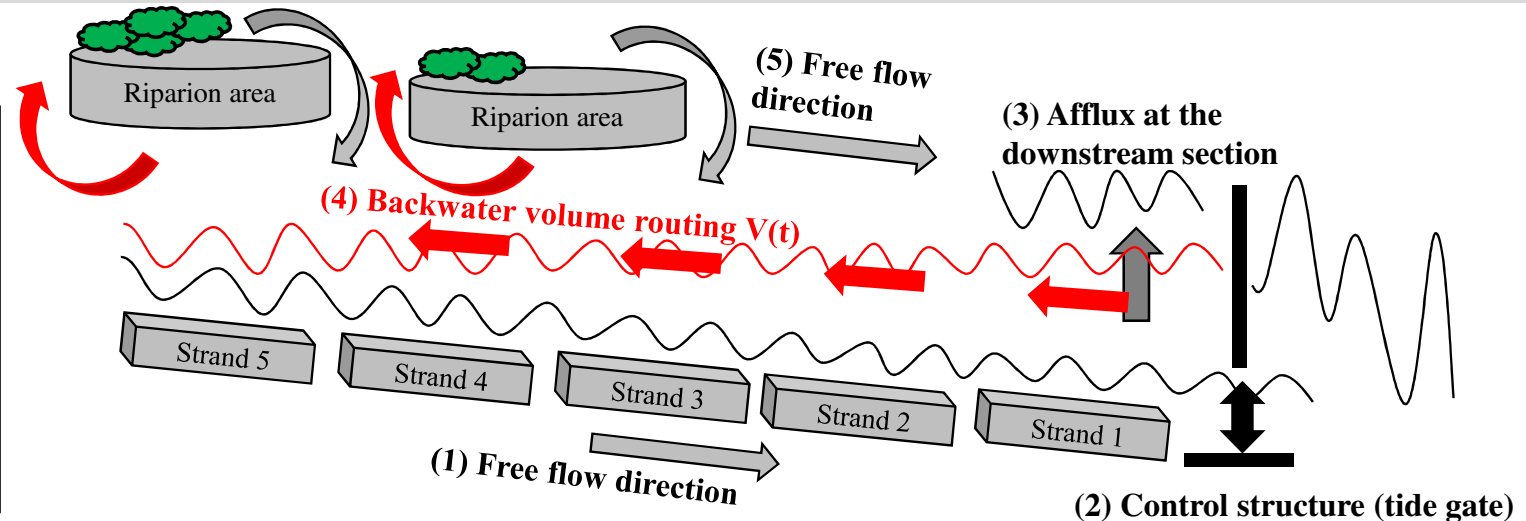 Riparion area
Riparion area
(5) Free flow
direction
(3) Afflux at the
downstream section
(4) Backwater volume routing V(t)
Strand 5
Strand 4
Strand 3
Strand 2
Strand 1
(1) Free flow direction
(2) Control structure (tide gate)